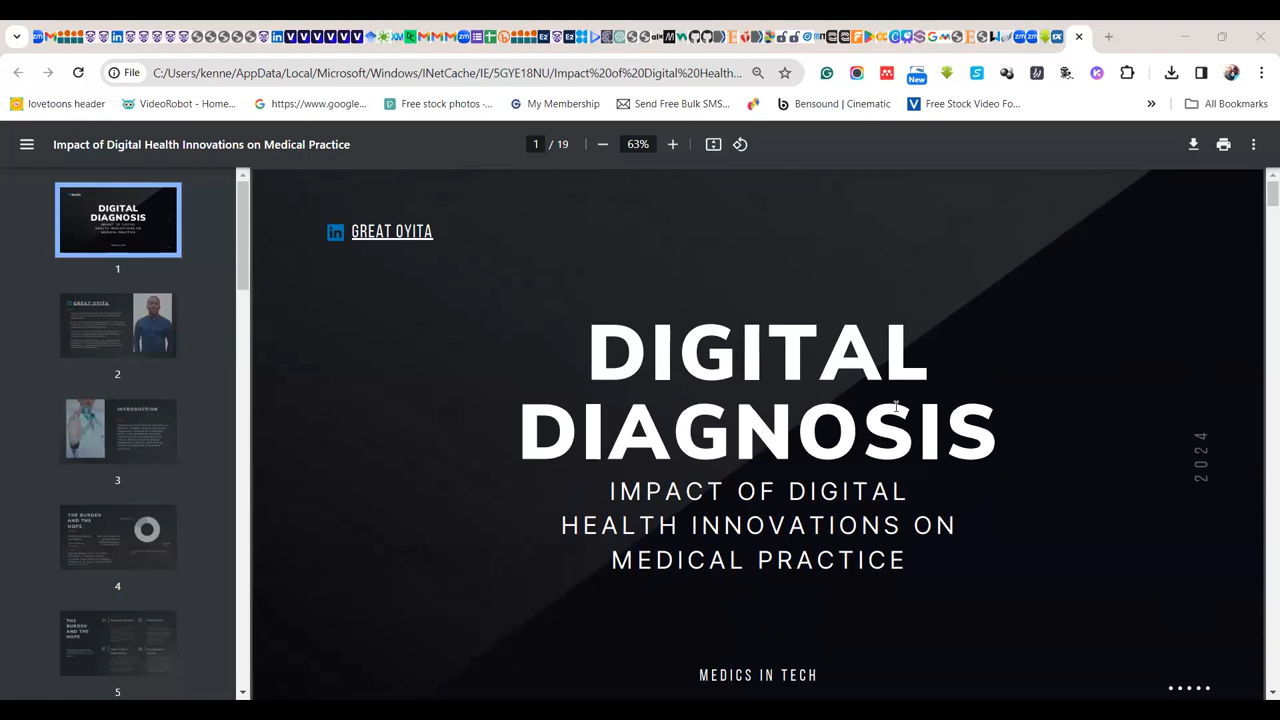 File
C:/Users/kelne/AppData/Local/Microsoft/Windows/INetCache/IE/5GYE18NU/Impact%20of%20Digital%20Health...
New
lovetoons header
VideoRobot - Home...
https://www.google...
Free stock photos ·...
My Membership
Send Free Bulk SMS...
Bensound | Cinematic
Free Stock Video Fo...
»
All Bookmarks
Impact of Digital Health Innovations on Medical Practice
1 / 19
63%
DIGITAL
DIAGNOSIS
1
GREAT OYITA
2
INTRODUCTION
3
THE BURDEN
AND THE
HOPE
4
THE
BURDEN
AND THE
HOPE
5
GREAT OYITA
DIGITAL
DIAGNOSIS
IMPACT OF DIGITAL
HEALTH INNOVATIONS ON
MEDICAL PRACTICE
2024
MEDICS IN TECH